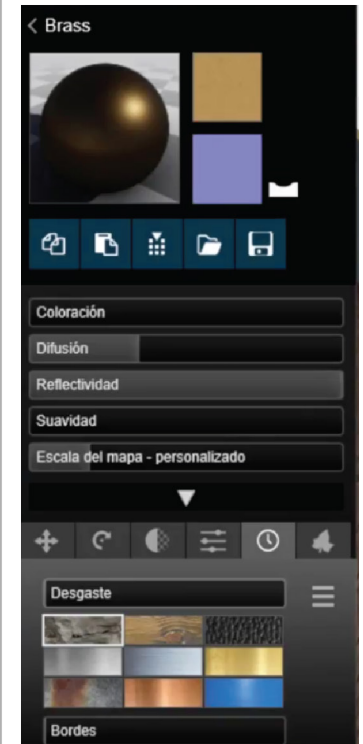 Brass
Coloración
Difusión
Reflectividad
Suavidad
Escala del mapa - personalizado
Desgaste
Bordes